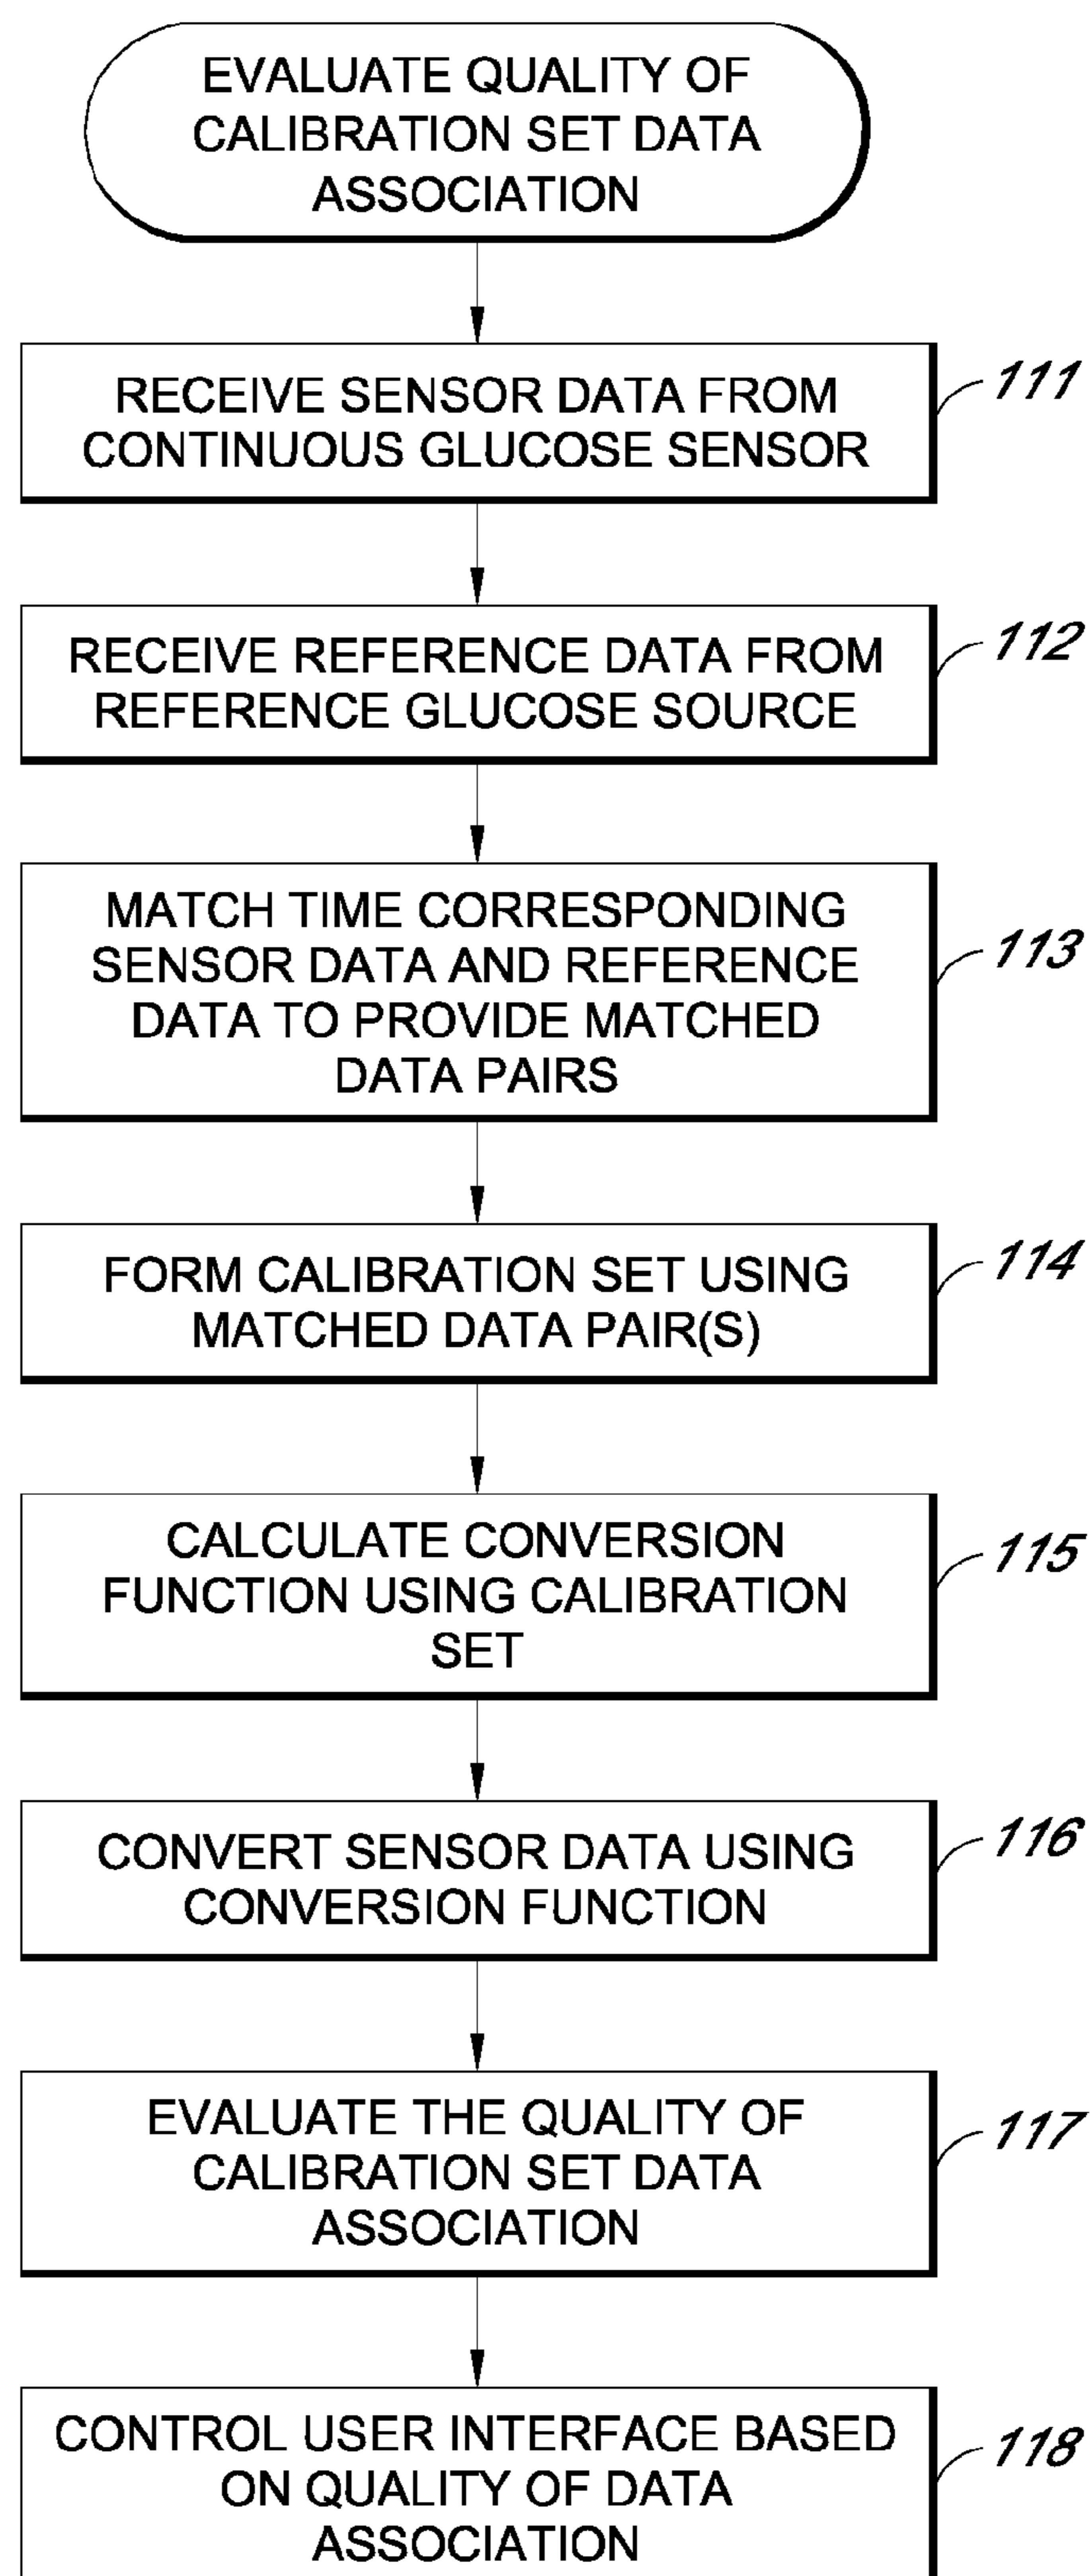 EVALUATE QUALITY OF
CALIBRATION SET DATA
ASSOCIATION
RECEIVE SENSOR DATA FROM
CONTINUOUS GLUCOSE SENSOR
111
RECEIVE REFERENCE DATA FROM
REFERENCE GLUCOSE SOURCE
112
MATCH TIME CORRESPONDING
SENSOR DATA AND REFERENCE
DATA TO PROVIDE MATCHED
DATA PAIRS
113
FORM CALIBRATION SET USING
MATCHED DATA PAIR(S)
114
CALCULATE CONVERSION
FUNCTION USING CALIBRATION
SET
115
CONVERT SENSOR DATA USING
CONVERSION FUNCTION
116
EVALUATE THE QUALITY OF
CALIBRATION SET DATA
ASSOCIATION
117
CONTROL USER INTERFACE BASED
ON QUALITY OF DATA
ASSOCIATION
118